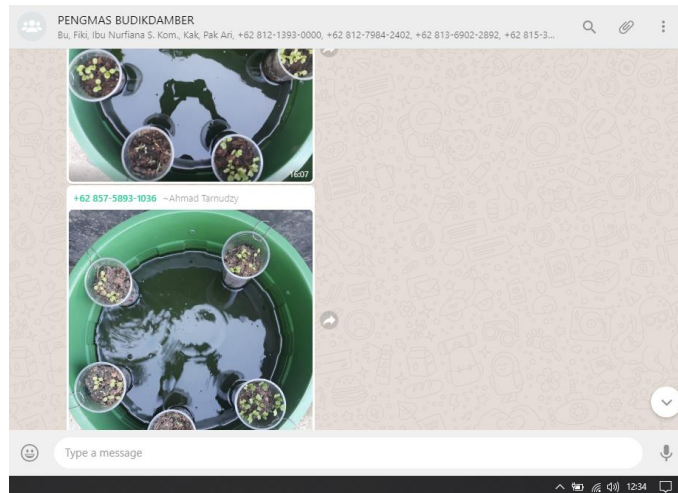 PENGMAS BUDIKDAMBER
Bu, Fiki, Ibu Nurfiana S. Kom., Kak, Pak Ari, +62 812-1393-0000, +62 812-7984-2402, +62 813-6902-2892, +62 815-3...
16:07
+62 857-5893-1036 ~Ahmad Tarnudzy
Type a message
12:34